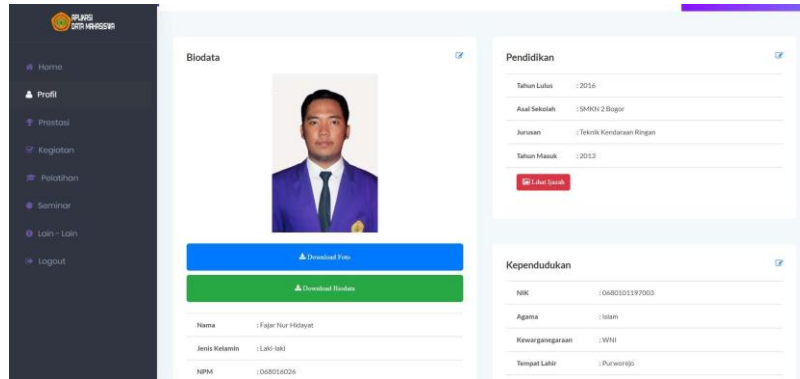 APLIKASI
DATA MAHASISWA
Home
Profil
Prestasi
Kegiatan
Pelatihan
Seminar
Lain - Lain
Logout
Biodata
Download Foto
Download Biodata
Nama : Fajar Nur Hidayat
Jenis Kelamin : Laki-laki
NPM : 068016026
Pendidikan
Tahun Lulus : 2016
Asal Sekolah : SMKN 2 Bogor
Jurusan : Teknik Kendaraan Ringan
Tahun Masuk : 2013
Lihat Ijazah
Kependudukan
NIK : 0680101197003
Agama : Islam
Kewarganegaraan : WNI
Tempat Lahir : Purworejo